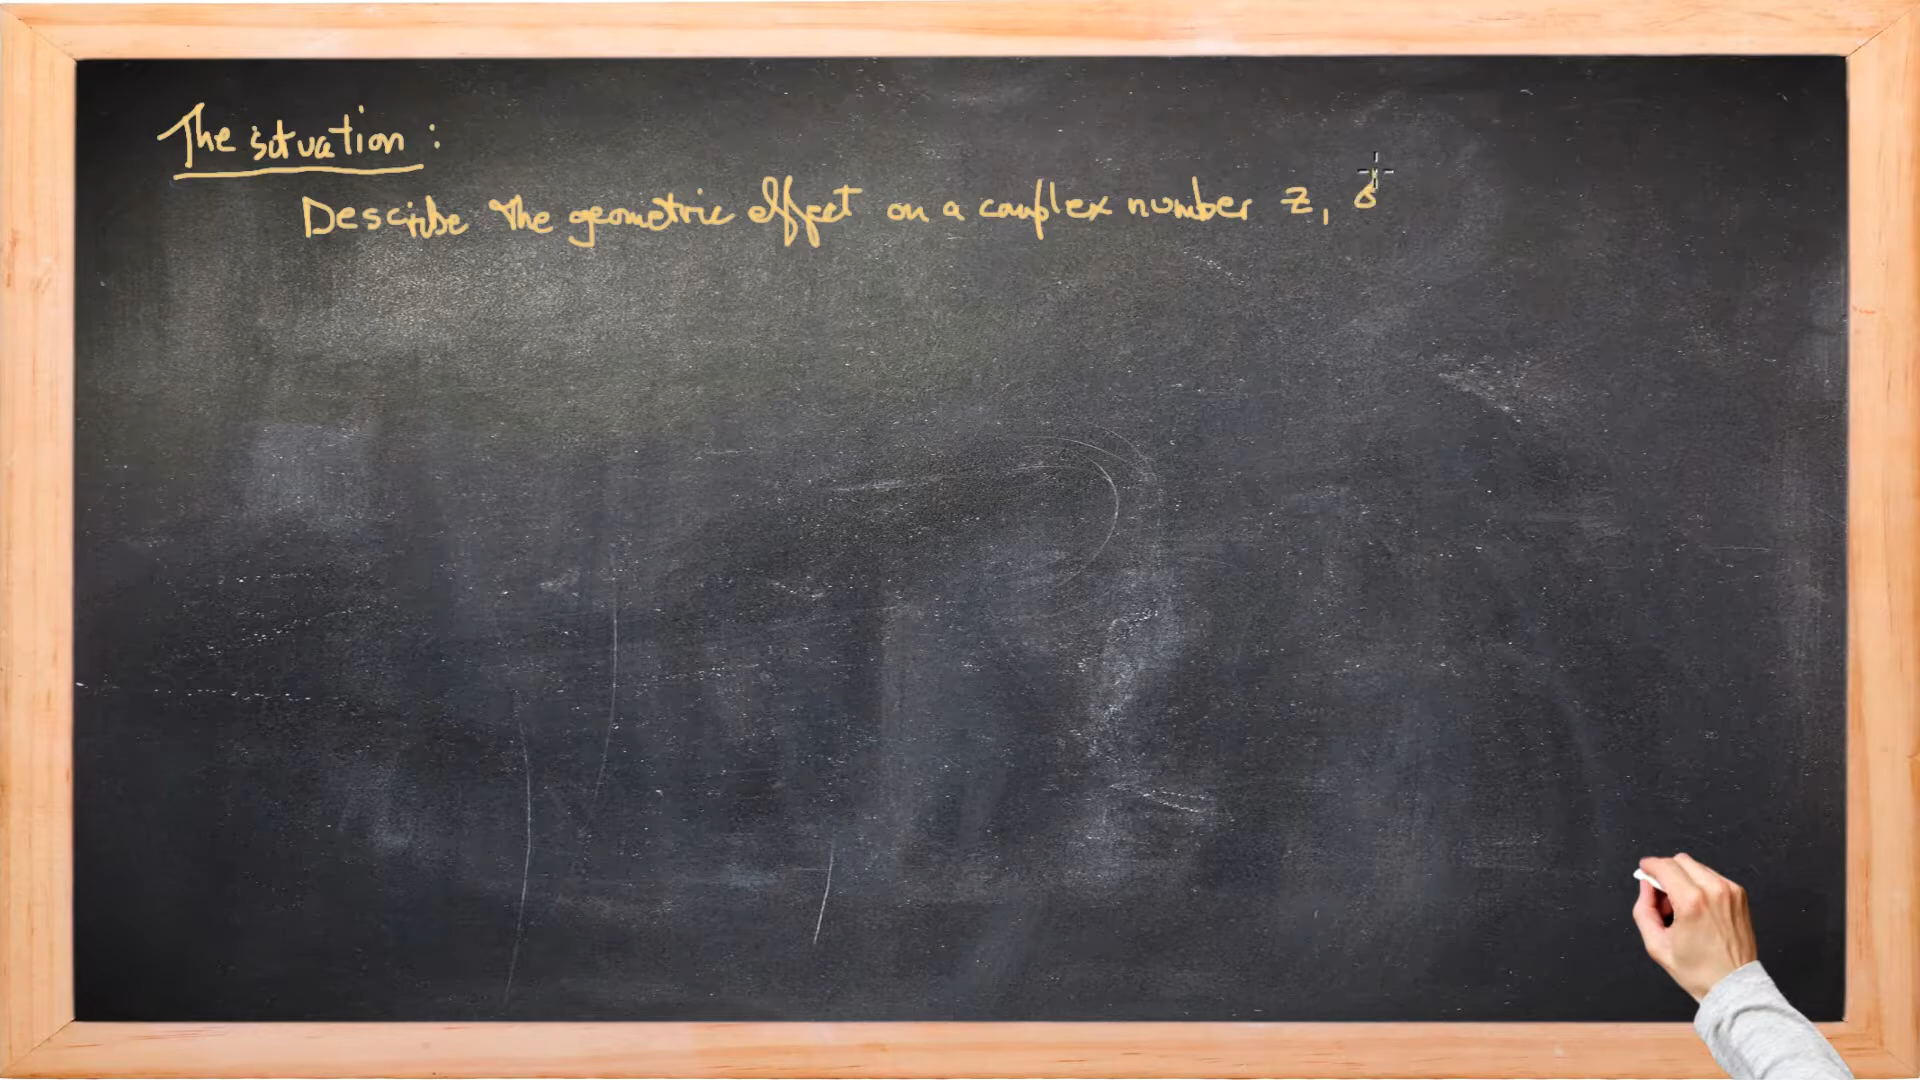 The situation :
Describe the geometric effect on a complex number z,